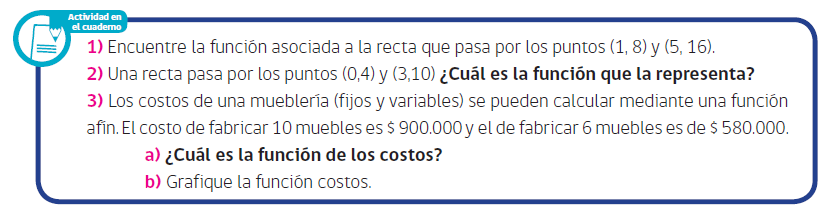 Actividad en
el cuaderno
1) Encuentre la función asociada a la recta que pasa por los puntos (1, 8) y (5, 16).
2) Una recta pasa por los puntos (0,4) y (3,10) ¿Cuál es la función que la representa?
3) Los costos de una mueblería (fijos y variables) se pueden calcular mediante una función
afín. El costo de fabricar 10 muebles es $ 900.000 y el de fabricar 6 muebles es de $ 580.000.
a) ¿Cuál es la función de los costos?
b) Grafique la función costos.